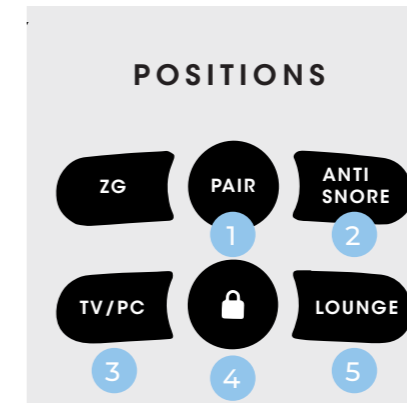 POSITIONS
ZG
PAIR
ANTI
SNORE
1
2
TV/PC
LOUNGE
3
4
5